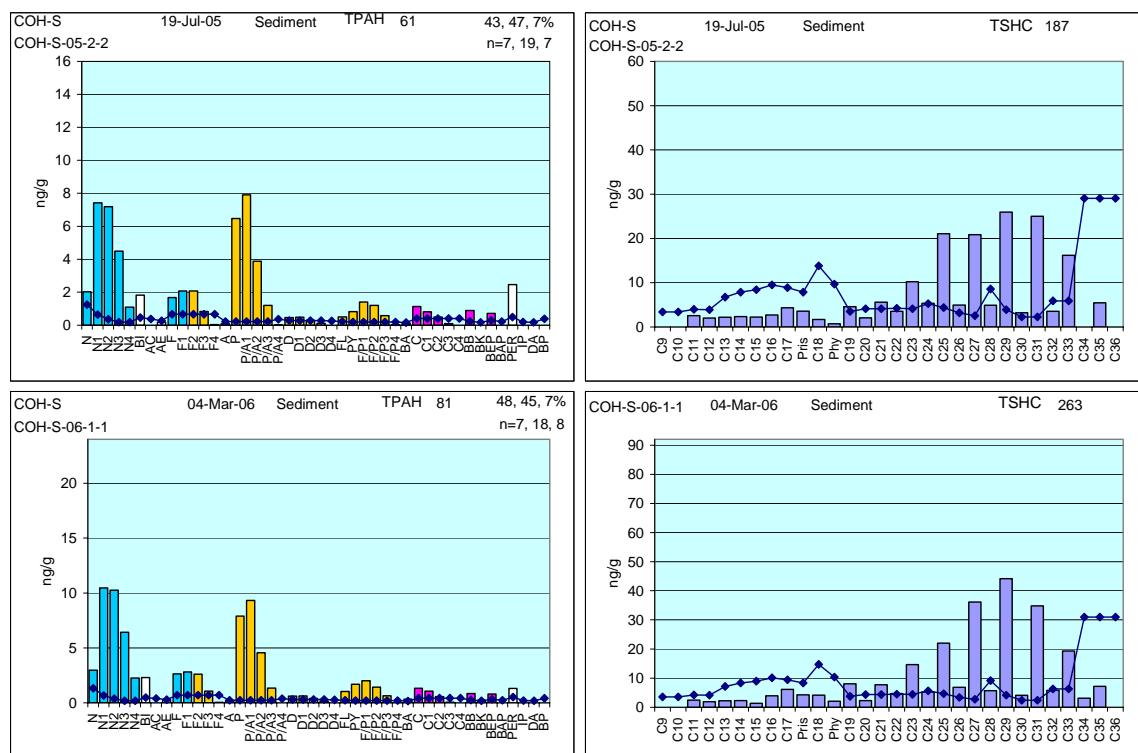 COH-S 19-Jul-05 Sediment TPAH 61 43, 47, 7%
COH-S-05-2-2 n=7, 19, 7
16
14
12
10
8
6
4
2
0
ng/g
N N1 N2 N3 N4 BI AC AE F F1 F2 F3 F4 A P P/A1 P/A2 P/A3 P/A4 D D1 D2 D3 D4 FL PY F/P1 F/P2 F/P3 F/P4 BA C C1 C2 C3 C4 BB BK BEP BAP PER IP DA BP
COH-S 19-Jul-05 Sediment TSHC 187
COH-S-05-2-2
60
50
40
30
20
10
0
ng/g
C9 C10 C11 C12 C13 C14 C15 C16 C17 Pris C18 Phy C19 C20 C21 C22 C23 C24 C25 C26 C27 C28 C29 C30 C31 C32 C33 C34 C35 C36
COH-S 04-Mar-06 Sediment TPAH 81 48, 45, 7%
COH-S-06-1-1 n=7, 18, 8
20
15
10
5
0
ng/g
N N1 N2 N3 N4 BI AC AE F F1 F2 F3 F4 A P P/A1 P/A2 P/A3 P/A4 D D1 D2 D3 D4 FL PY F/P1 F/P2 F/P3 F/P4 BA C C1 C2 C3 C4 BB BK BEP BAP PER IP DA BP
COH-S-06-1-1 04-Mar-06 Sediment TSHC 263
90
80
70
60
50
40
30
20
10
0
ng/g
C9 C10 C11 C12 C13 C14 C15 C16 C17 Pris C18 Phy C19 C20 C21 C22 C23 C24 C25 C26 C27 C28 C29 C30 C31 C32 C33 C34 C35 C36